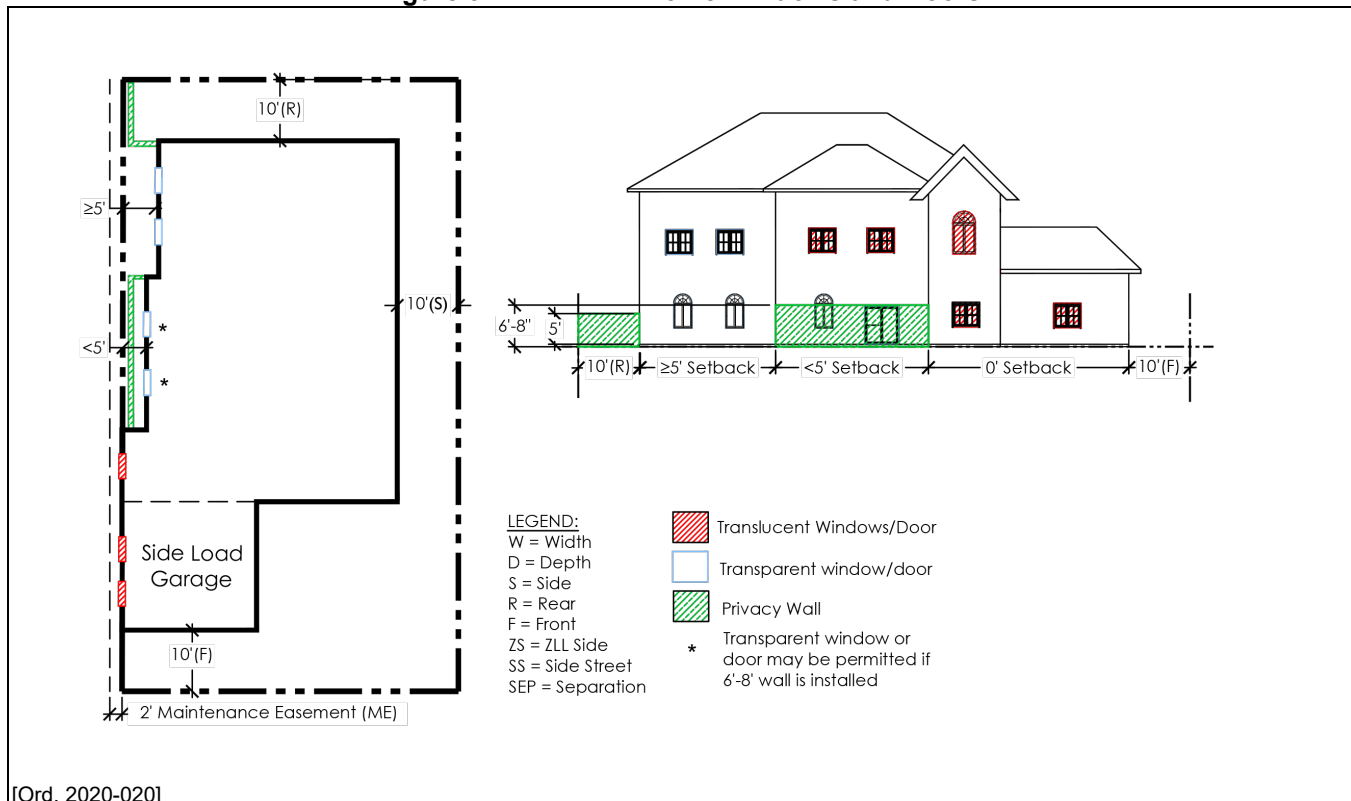 10'(R)
≥5'
10'(S)
<5'
*
*
Side Load
Garage
10'(F)
2' Maintenance Easement (ME)
6'-8"
5'
10'(R)
≥5' Setback
<5' Setback
0' Setback
10'(F)
LEGEND:
W = Width
D = Depth
S = Side
R = Rear
F = Front
ZS = ZLL Side
SS = Side Street
SEP = Separation
Translucent Windows/Door
Transparent window/door
Privacy Wall
* Transparent window or
door may be permitted if
6'-8' wall is installed
[Ord. 2020-020]